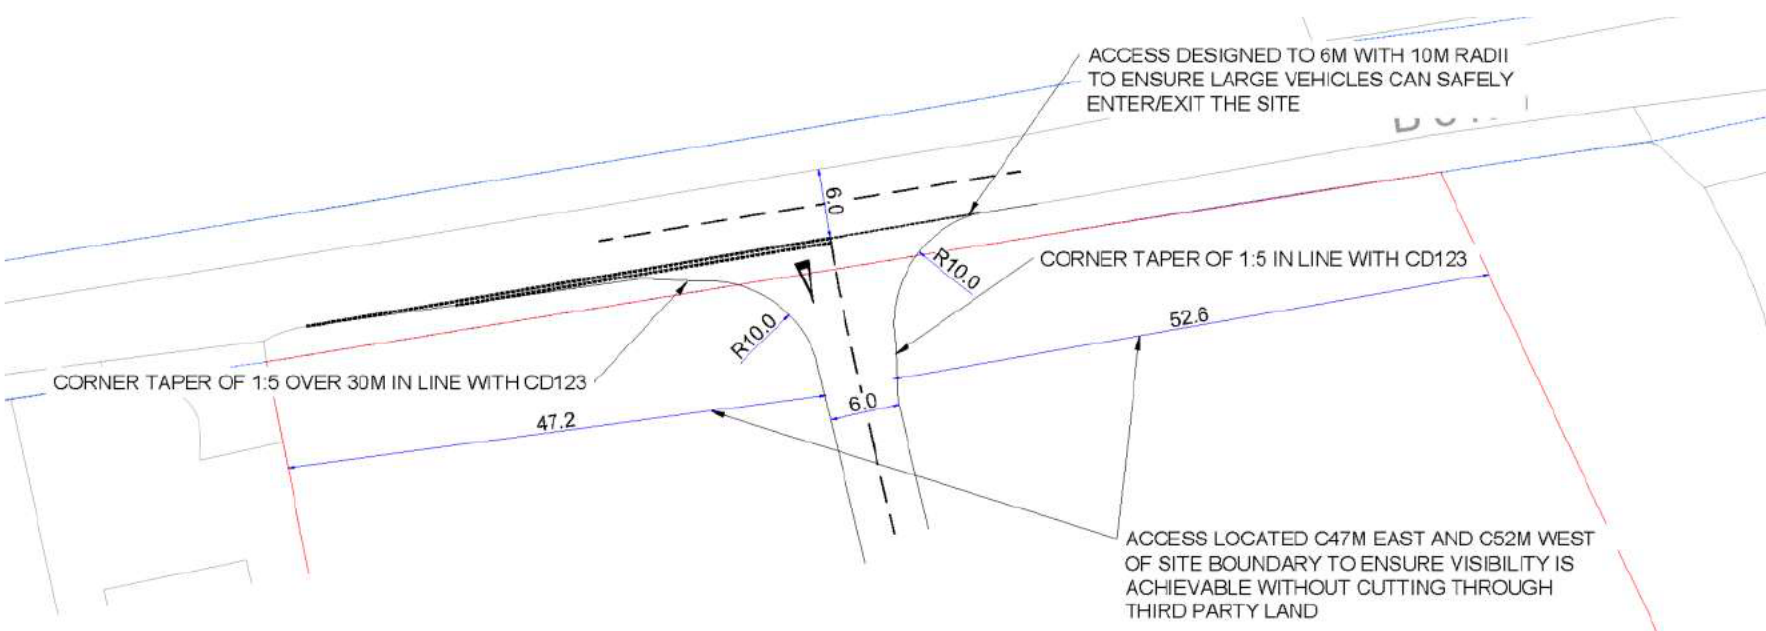 ACCESS DESIGNED TO 6M WITH 10M RADII
TO ENSURE LARGE VEHICLES CAN SAFELY
ENTER/EXIT THE SITE
6.0
R10.0
CORNER TAPER OF 1:5 IN LINE WITH CD123
52.6
R10.0
CORNER TAPER OF 1:5 OVER 30M IN LINE WITH CD123
6.0
47.2
ACCESS LOCATED C47M EAST AND C52M WEST
OF SITE BOUNDARY TO ENSURE VISIBILITY IS
ACHIEVABLE WITHOUT CUTTING THROUGH
THIRD PARTY LAND